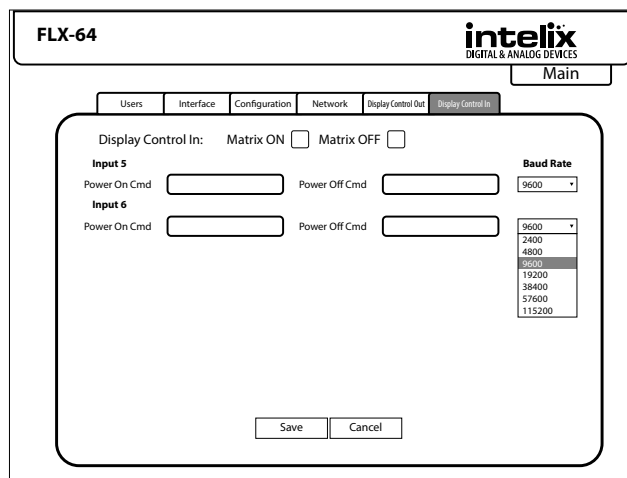 FLX-64
intelix
DIGITAL & ANALOG DEVICES
Main
Users Interface Configuration Network Display Control Out Display Control In
Display Control In: Matrix ON Matrix OFF
Input 5 Baud Rate
Power On Cmd Power Off Cmd 9600
Input 6
Power On Cmd Power Off Cmd 9600
2400
4800
9600
19200
38400
57600
115200
Save Cancel